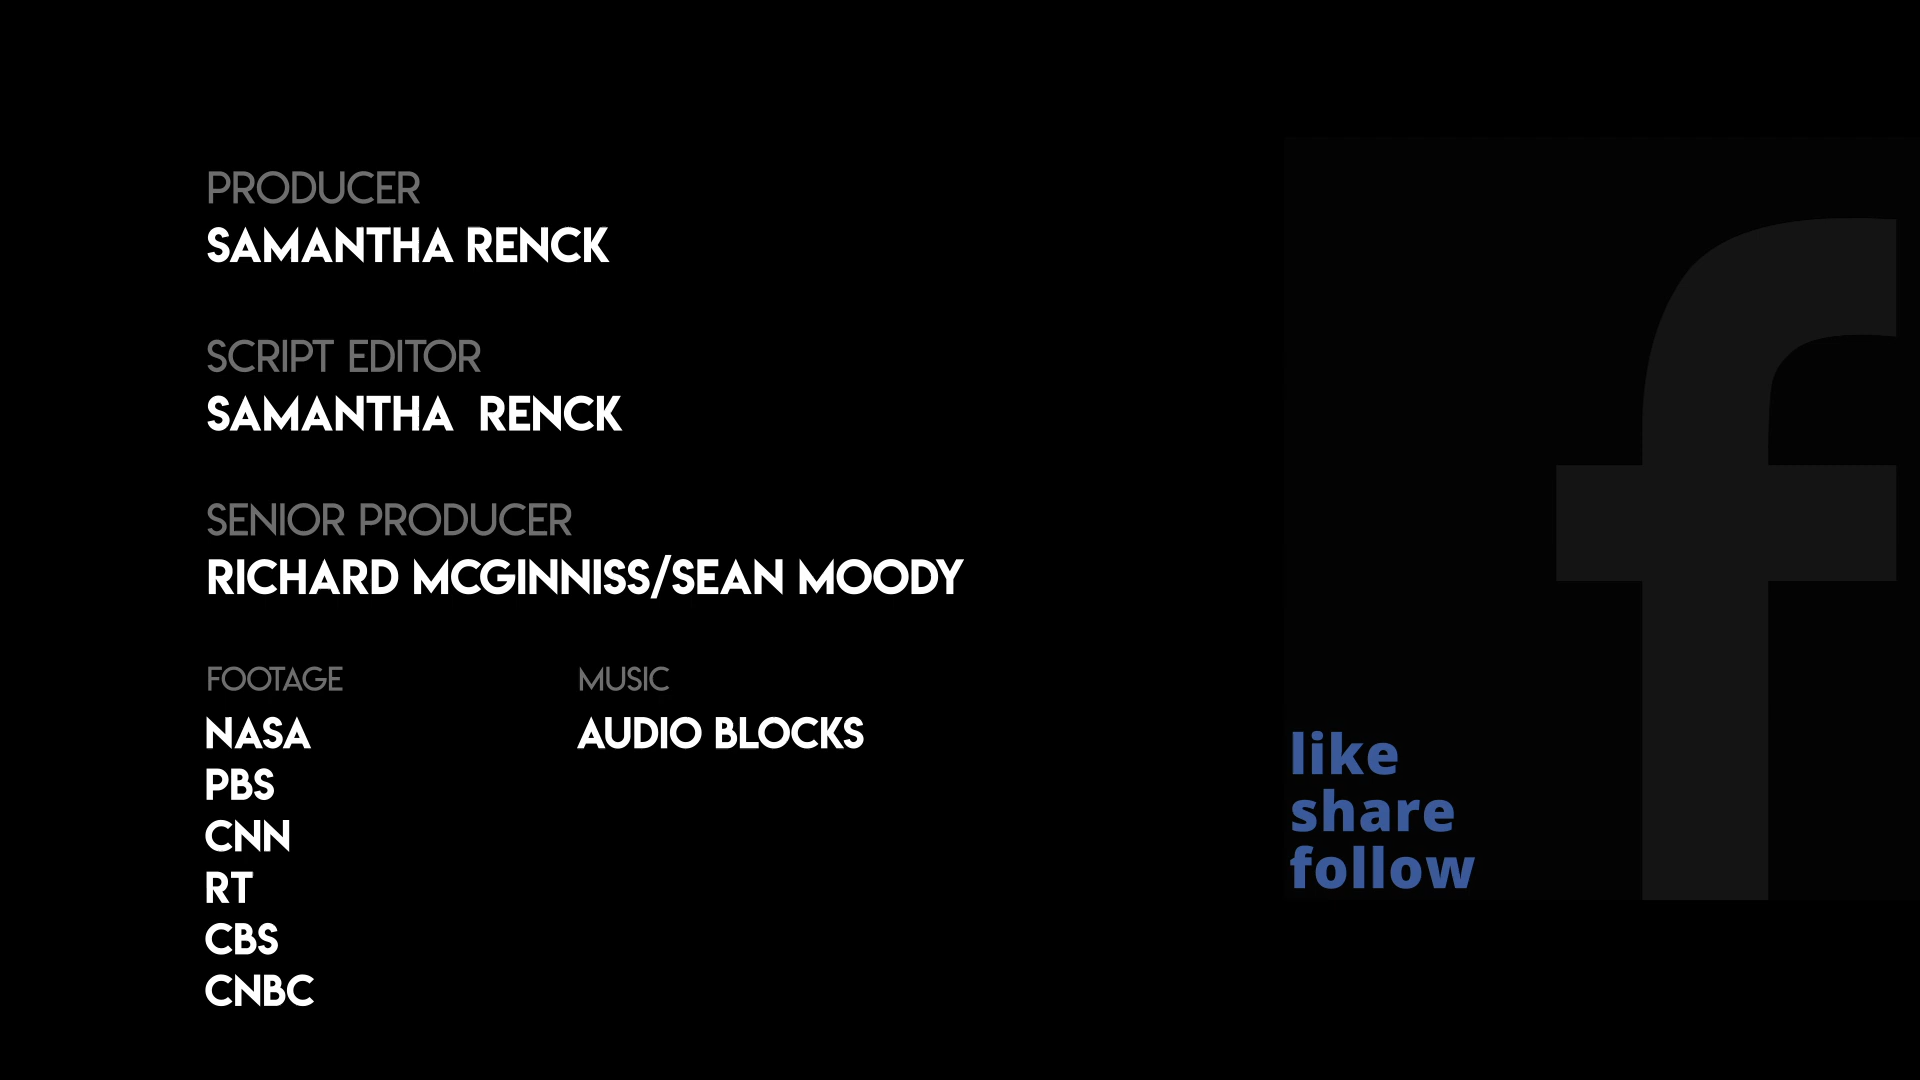 PRODUCER
SAMANTHA RENCK
SCRIPT EDITOR
SAMANTHA  RENCK
SENIOR PRODUCER
RICHARD MCGINNISS/SEAN MOODY
FOOTAGE
NASA
PBS
CNN
RT
CBS
CNBC
MUSIC
AUDIO BLOCKS
f
like
share
follow